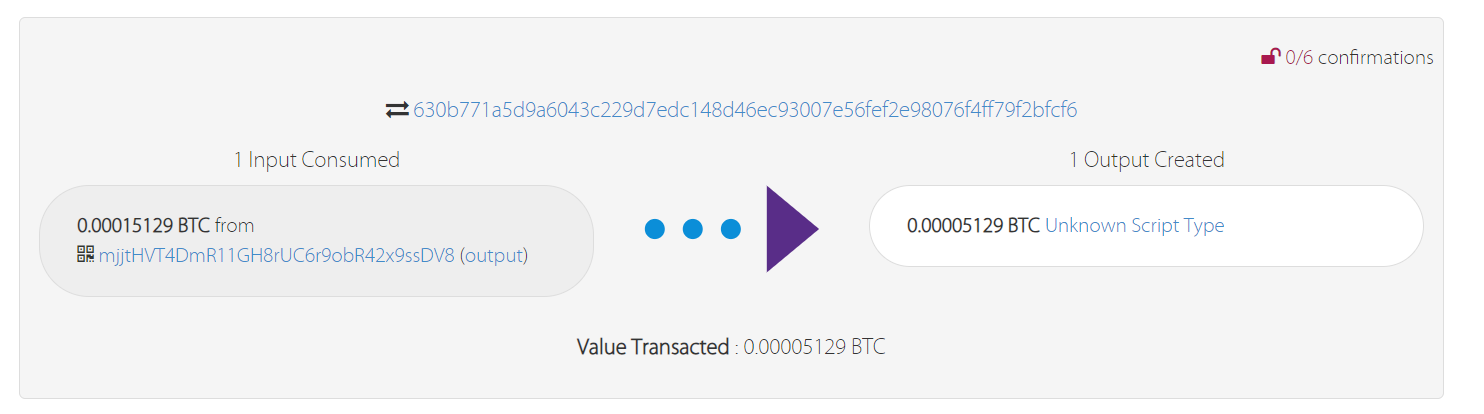 0/6 confirmations
630b771a5d9a6043c229d7edc148d46ec93007e56fef2e98076f4ff79f2bfcf6
1 Input Consumed
1 Output Created
0.00015129 BTC from
mjjtHVT4DmR11GH8rUC6r9obR42x9ssDV8 (output)
0.00005129 BTC Unknown Script Type
Value Transacted : 0.00005129 BTC